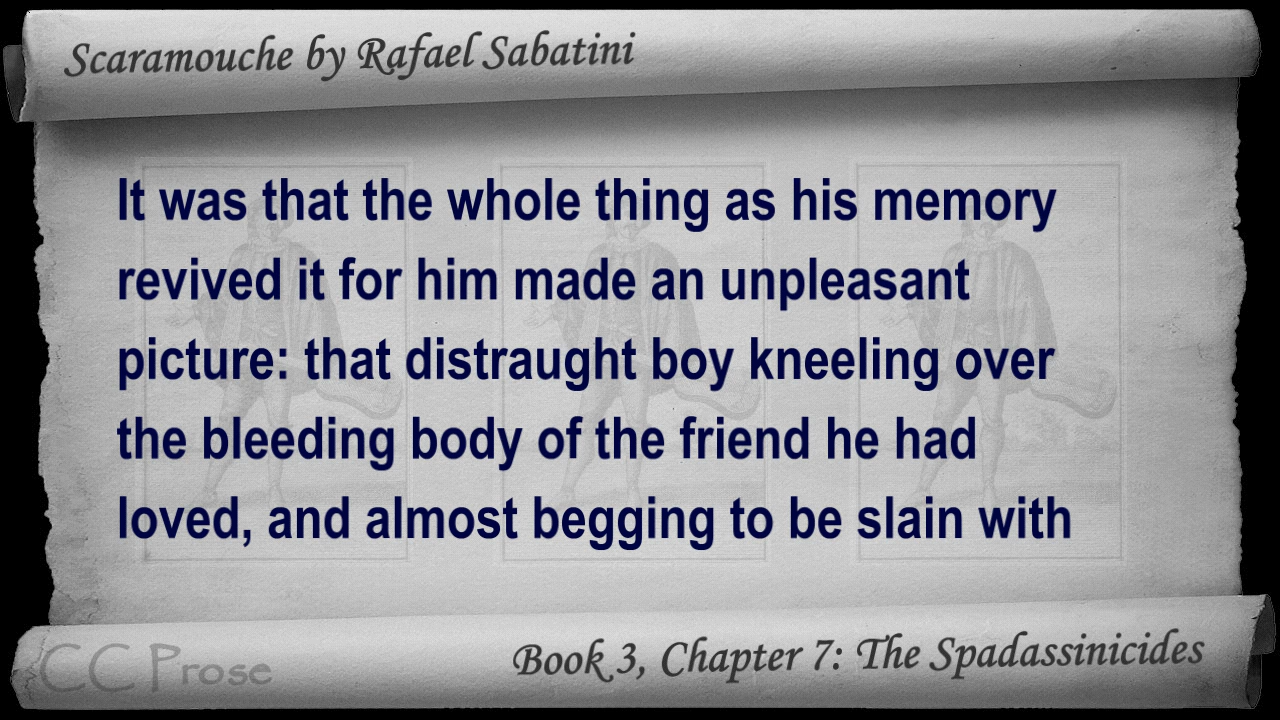 Scaramouche by Rafael Sabatini
It was that the whole thing as his memory
revived it for him made an unpleasant
picture: that distraught boy kneeling over
the bleeding body of the friend he had
loved, and almost begging to be slain with
CC Prose
Book 3, Chapter 7: The Spadassinicides